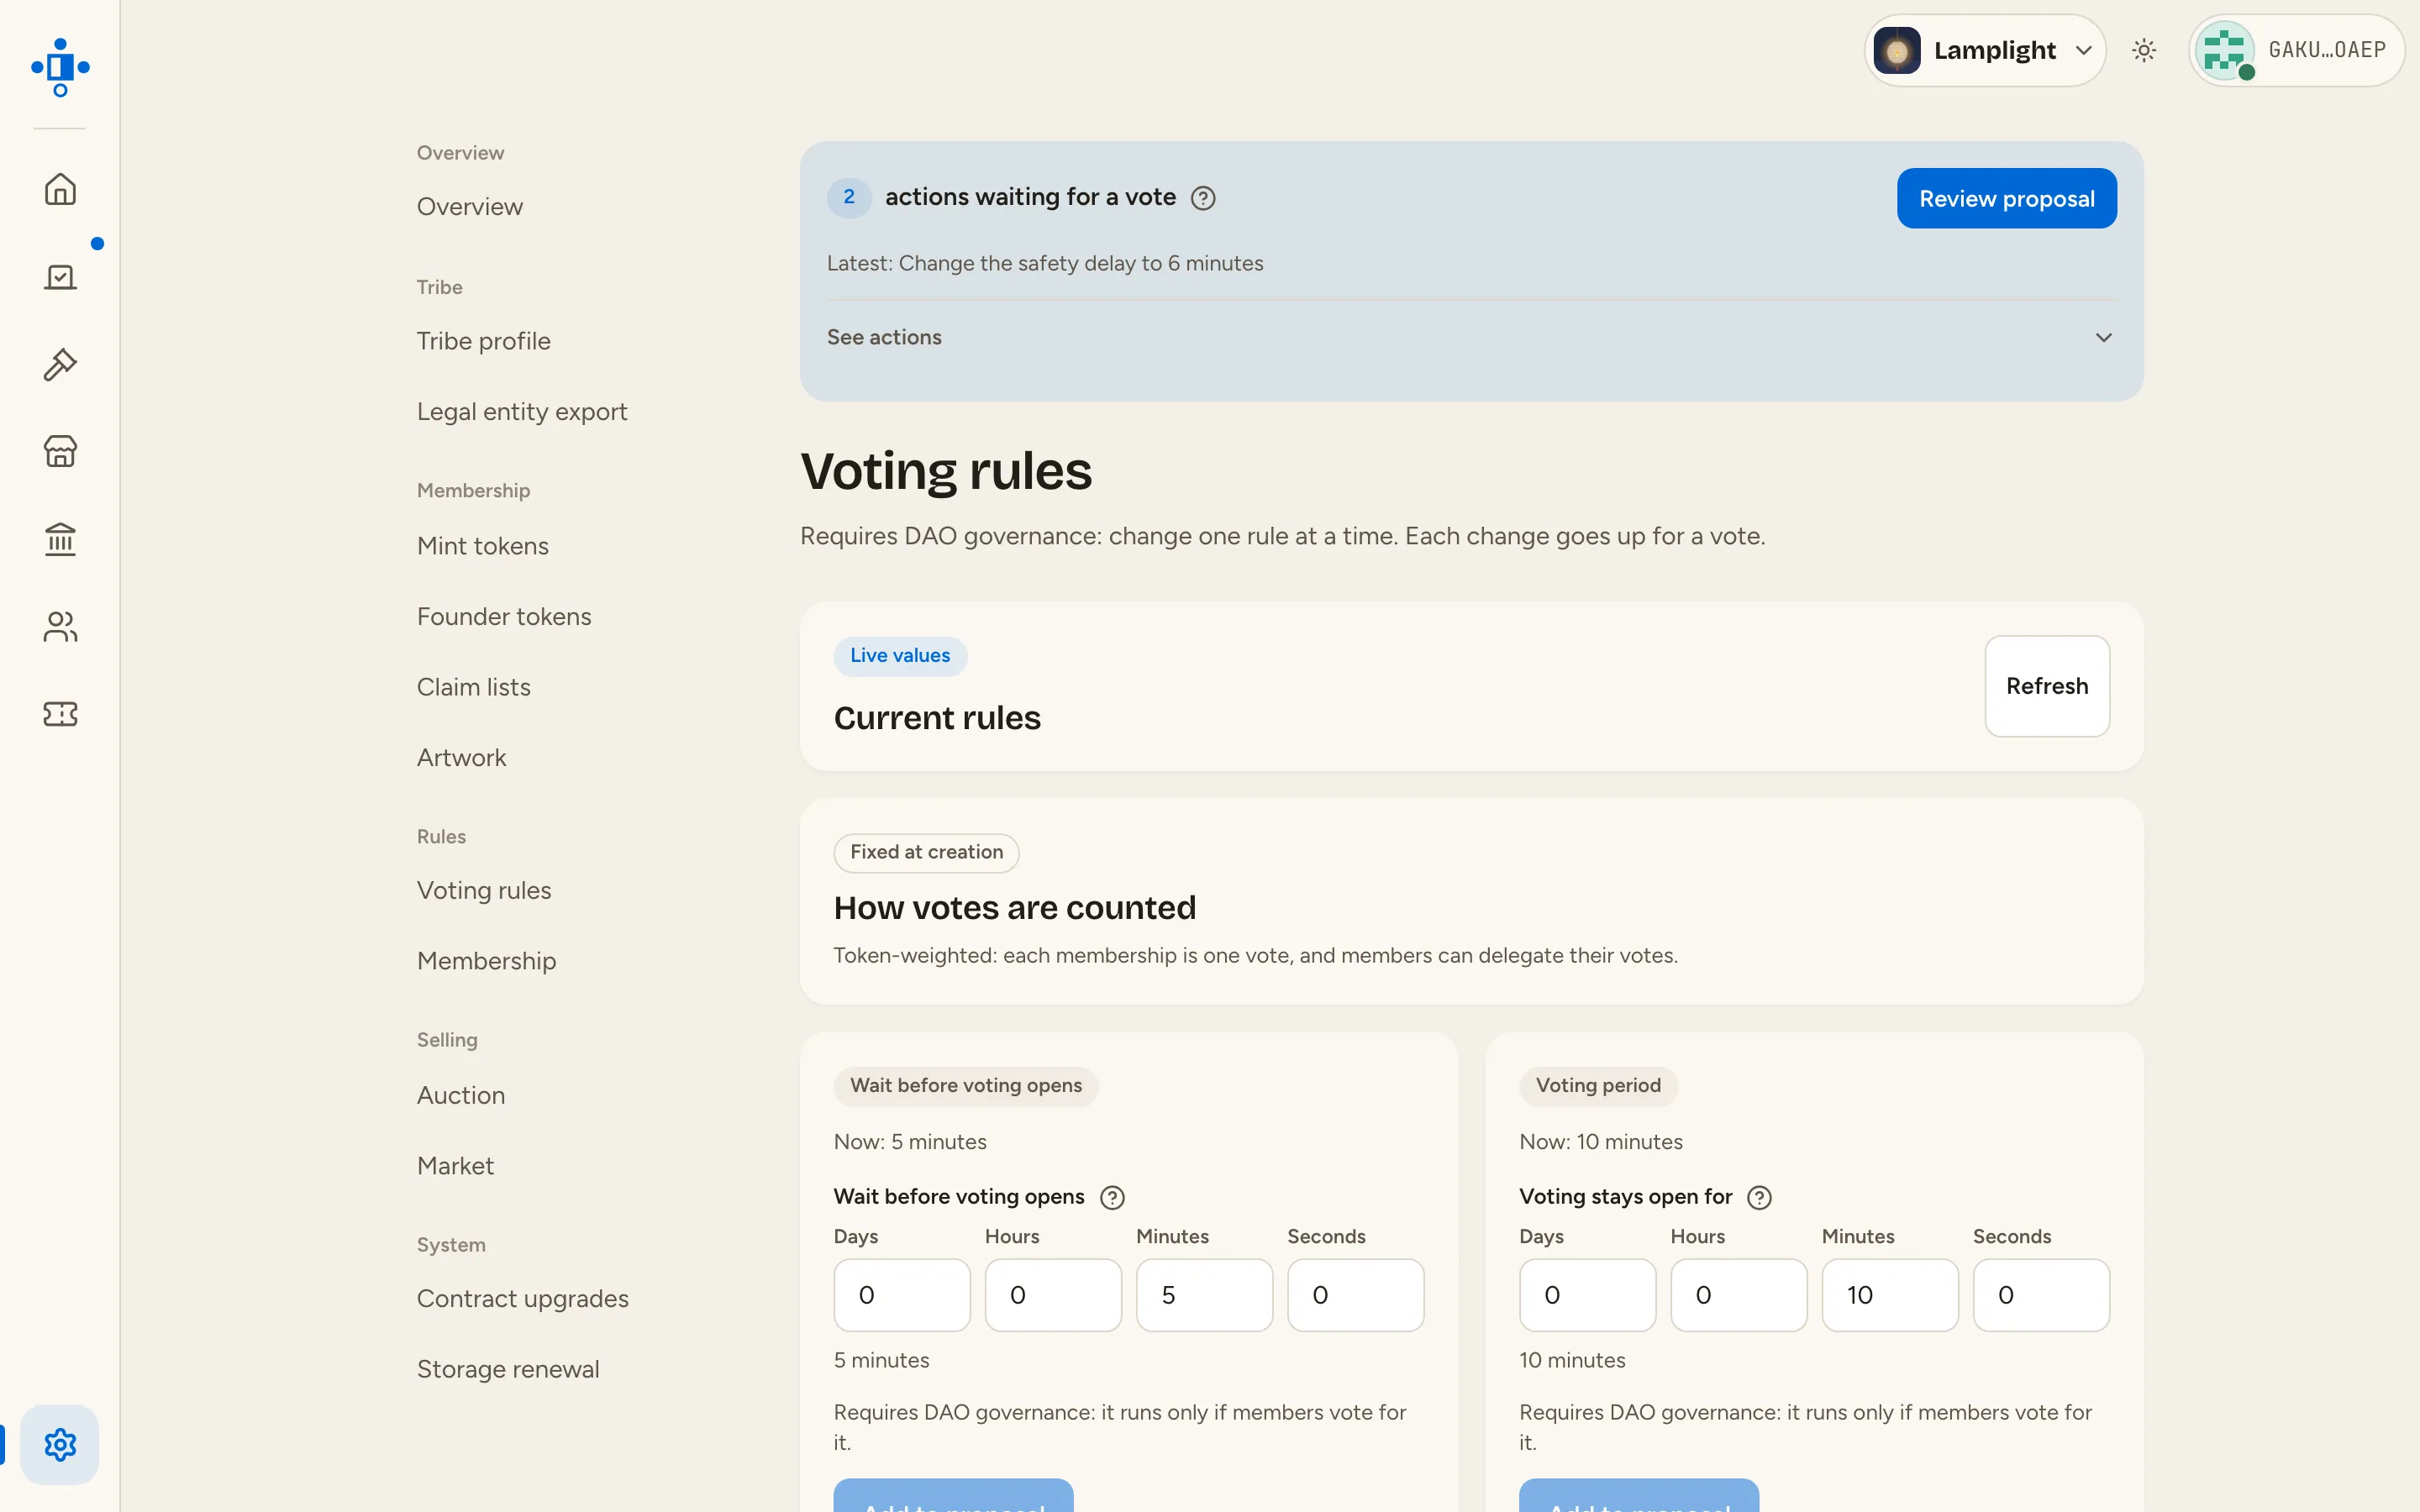 Lamplight
GAKU...OAEP
Overview
Overview
Tribe
Tribe profile
Legal entity export
Membership
Mint tokens
Founder tokens
Claim lists
Artwork
Rules
Voting rules
Membership
Selling
Auction
Market
System
Contract upgrades
Storage renewal
2 actions waiting for a vote
Review proposal
Latest: Change the safety delay to 6 minutes
See actions
Voting rules
Requires DAO governance: change one rule at a time. Each change goes up for a vote.
Live values
Current rules
Refresh
Fixed at creation
How votes are counted
Token-weighted: each membership is one vote, and members can delegate their votes.
Wait before voting opens
Now: 5 minutes
Wait before voting opens
Days Hours Minutes Seconds
0 0 5 0
5 minutes
Requires DAO governance: it runs only if members vote for
it.
Add to proposal
Voting period
Now: 10 minutes
Voting stays open for
Days Hours Minutes Seconds
0 0 10 0
10 minutes
Requires DAO governance: it runs only if members vote for
it.
Add to proposal